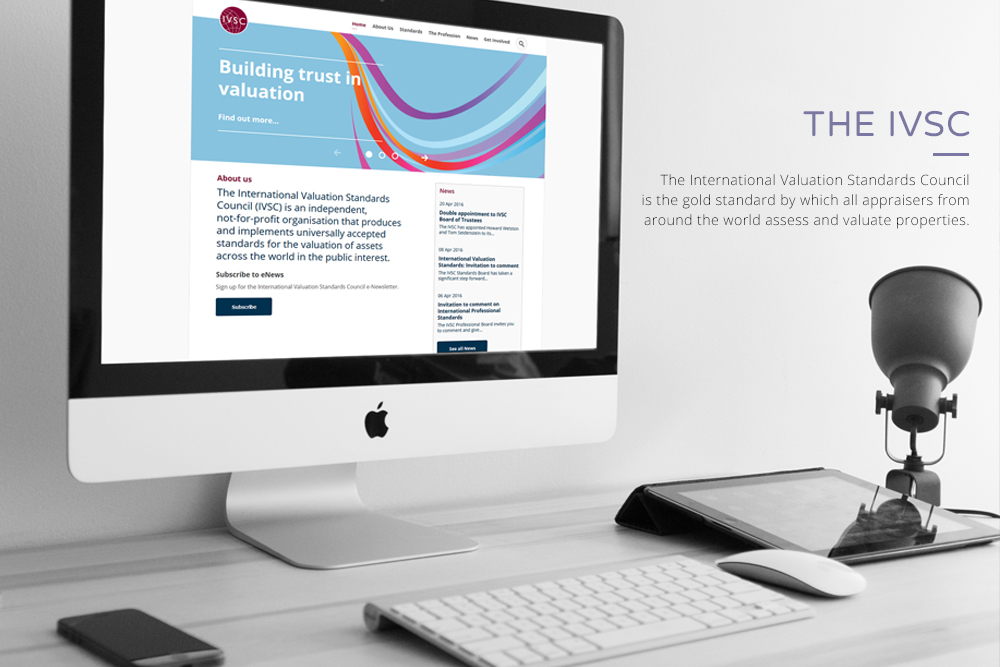 IVSC
Home About Us Standards The Profession News Get Involved
Building trust in
valuation
Find out more...
About us
The International Valuation Standards
Council (IVSC) is an independent,
not-for-profit organisation that produces
and implements universally accepted
standards for the valuation of assets
across the world in the public interest.
Subscribe to eNews
Sign up for the International Valuation Standards Council e-Newsletter.
Subscribe
News
20 Apr 2016
Double appointment to IVSC
Board of Trustees
The IVSC has appointed Howard Wetston
and Tom Seidenstein to its...
08 Apr 2016
International Valuation
Standards: Invitation to comment
The IVSC Standards Board has taken a
significant step forward...
06 Apr 2016
Invitation to comment on
International Professional
Standards
The IVSC Professional Board invites you
to comment and give...
See all News
THE IVSC
The International Valuation Standards Council
is the gold standard by which all appraisers from
around the world assess and valuate properties.